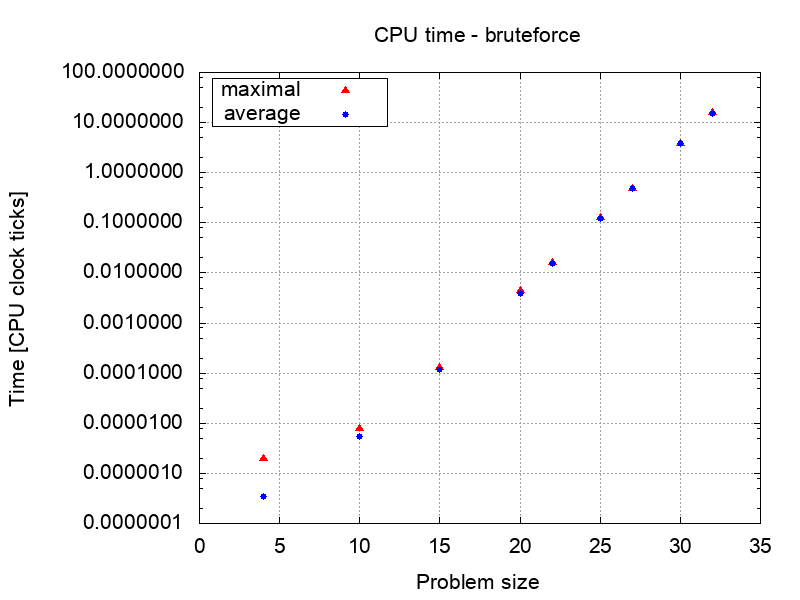 CPU time - bruteforce
100.0000000
10.0000000
1.0000000
0.1000000
0.0100000
0.0010000
0.0001000
0.0000100
0.0000010
0.0000001
Time [CPU clock ticks]
maximal
average
0 5 10 15 20 25 30 35
Problem size